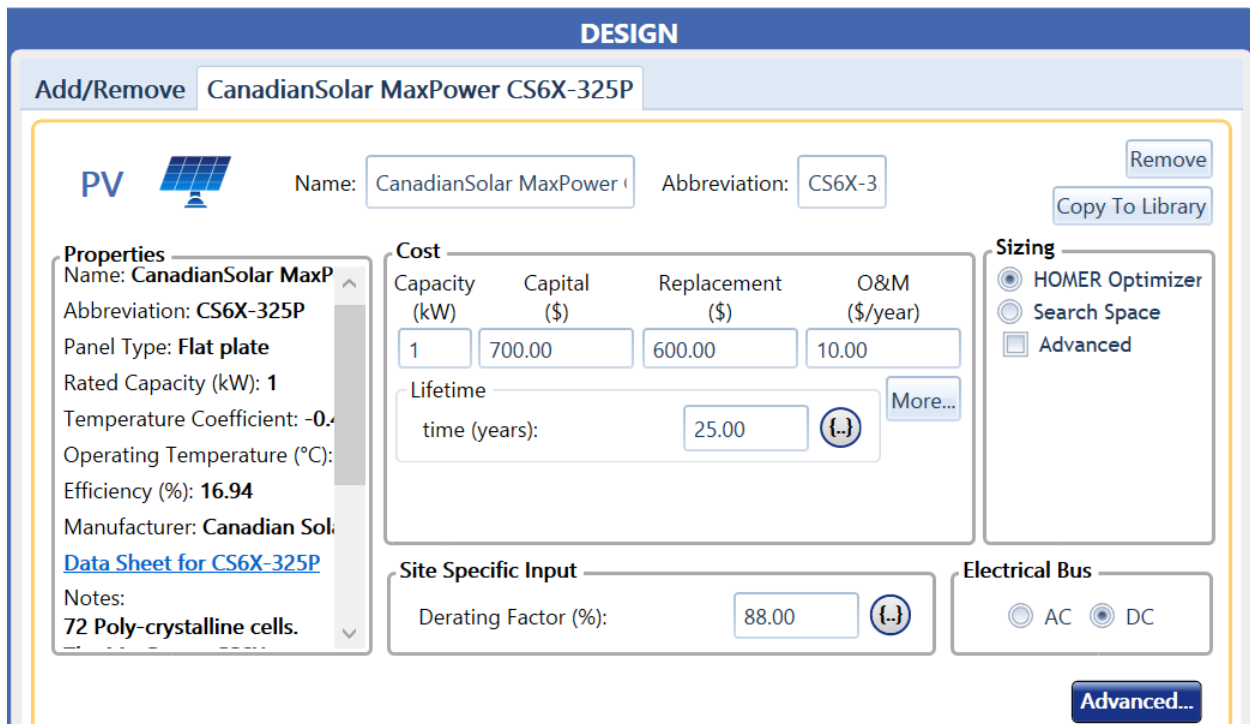 DESIGN
Add/Remove CanadianSolar MaxPower CS6X-325P
PV
Name: CanadianSolar MaxPower
Abbreviation: CS6X-3
Remove
Copy To Library
Properties
Name: CanadianSolar MaxP
Abbreviation: CS6X-325P
Panel Type: Flat plate
Rated Capacity (kW): 1
Temperature Coefficient: -0.4
Operating Temperature (°C):
Efficiency (%): 16.94
Manufacturer: Canadian Sola
Data Sheet for CS6X-325P
Notes:
72 Poly-crystalline cells.
Cost
Capacity Capital Replacement O&M
(kW) ($) ($) ($/year)
1 700.00 600.00 10.00
Lifetime
time (years): 25.00 {..}
More...
Sizing
HOMER Optimizer
Search Space
Advanced
Site Specific Input
Derating Factor (%): 88.00 {..}
Electrical Bus
AC DC
Advanced...